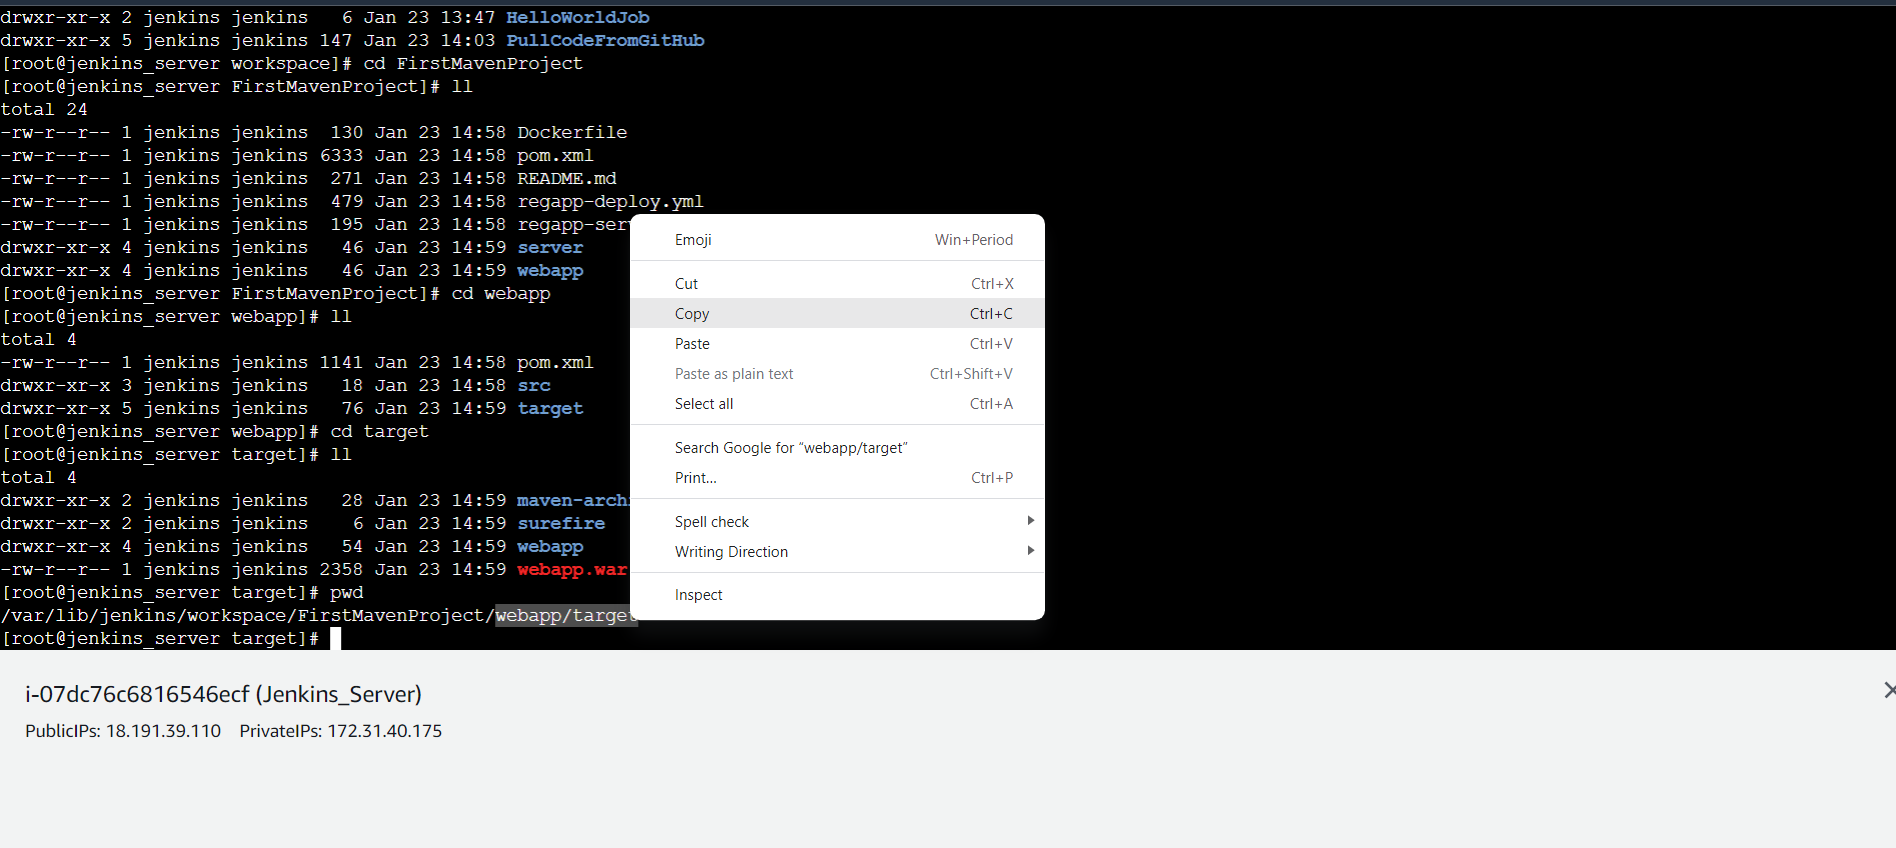 drwxr-xr-x 2 jenkins jenkins   6 Jan 23 13:47 HelloWorldJob
drwxr-xr-x 5 jenkins jenkins 147 Jan 23 14:03 PullCodeFromGitHub
[root@jenkins_server workspace]# cd FirstMavenProject
[root@jenkins_server FirstMavenProject]# ll
total 24
-rw-r--r-- 1 jenkins jenkins  130 Jan 23 14:58 Dockerfile
-rw-r--r-- 1 jenkins jenkins 6333 Jan 23 14:58 pom.xml
-rw-r--r-- 1 jenkins jenkins  271 Jan 23 14:58 README.md
-rw-r--r-- 1 jenkins jenkins  479 Jan 23 14:58 regapp-deploy.yml
-rw-r--r-- 1 jenkins jenkins  195 Jan 23 14:58 regapp-ser
drwxr-xr-x 4 jenkins jenkins   46 Jan 23 14:59 server
drwxr-xr-x 4 jenkins jenkins   46 Jan 23 14:59 webapp
[root@jenkins_server FirstMavenProject]# cd webapp
[root@jenkins_server webapp]# ll
total 4
-rw-r--r-- 1 jenkins jenkins 1141 Jan 23 14:58 pom.xml
drwxr-xr-x 3 jenkins jenkins   18 Jan 23 14:58 src
drwxr-xr-x 5 jenkins jenkins   76 Jan 23 14:59 target
[root@jenkins_server webapp]# cd target
[root@jenkins_server target]# ll
total 4
drwxr-xr-x 2 jenkins jenkins   28 Jan 23 14:59 maven-arch
drwxr-xr-x 2 jenkins jenkins    6 Jan 23 14:59 surefire
drwxr-xr-x 4 jenkins jenkins   54 Jan 23 14:59 webapp
-rw-r--r-- 1 jenkins jenkins 2358 Jan 23 14:59 webapp.war
[root@jenkins_server target]# pwd
/var/lib/jenkins/workspace/FirstMavenProject/webapp/target
[root@jenkins_server target]#
Emoji Win+Period
Cut Ctrl+X
Copy Ctrl+C
Paste Ctrl+V
Paste as plain text Ctrl+Shift+V
Select all Ctrl+A
Search Google for “webapp/target”
Print... Ctrl+P
Spell check
Writing Direction
Inspect
i-07dc76c6816546ecf (Jenkins_Server)
PublicIPs: 18.191.39.110 PrivateIPs: 172.31.40.175